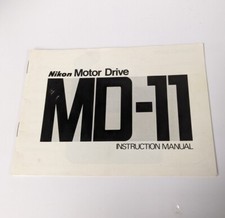 Nikon Motor Drive
MD-11
INSTRUCTION MANUAL